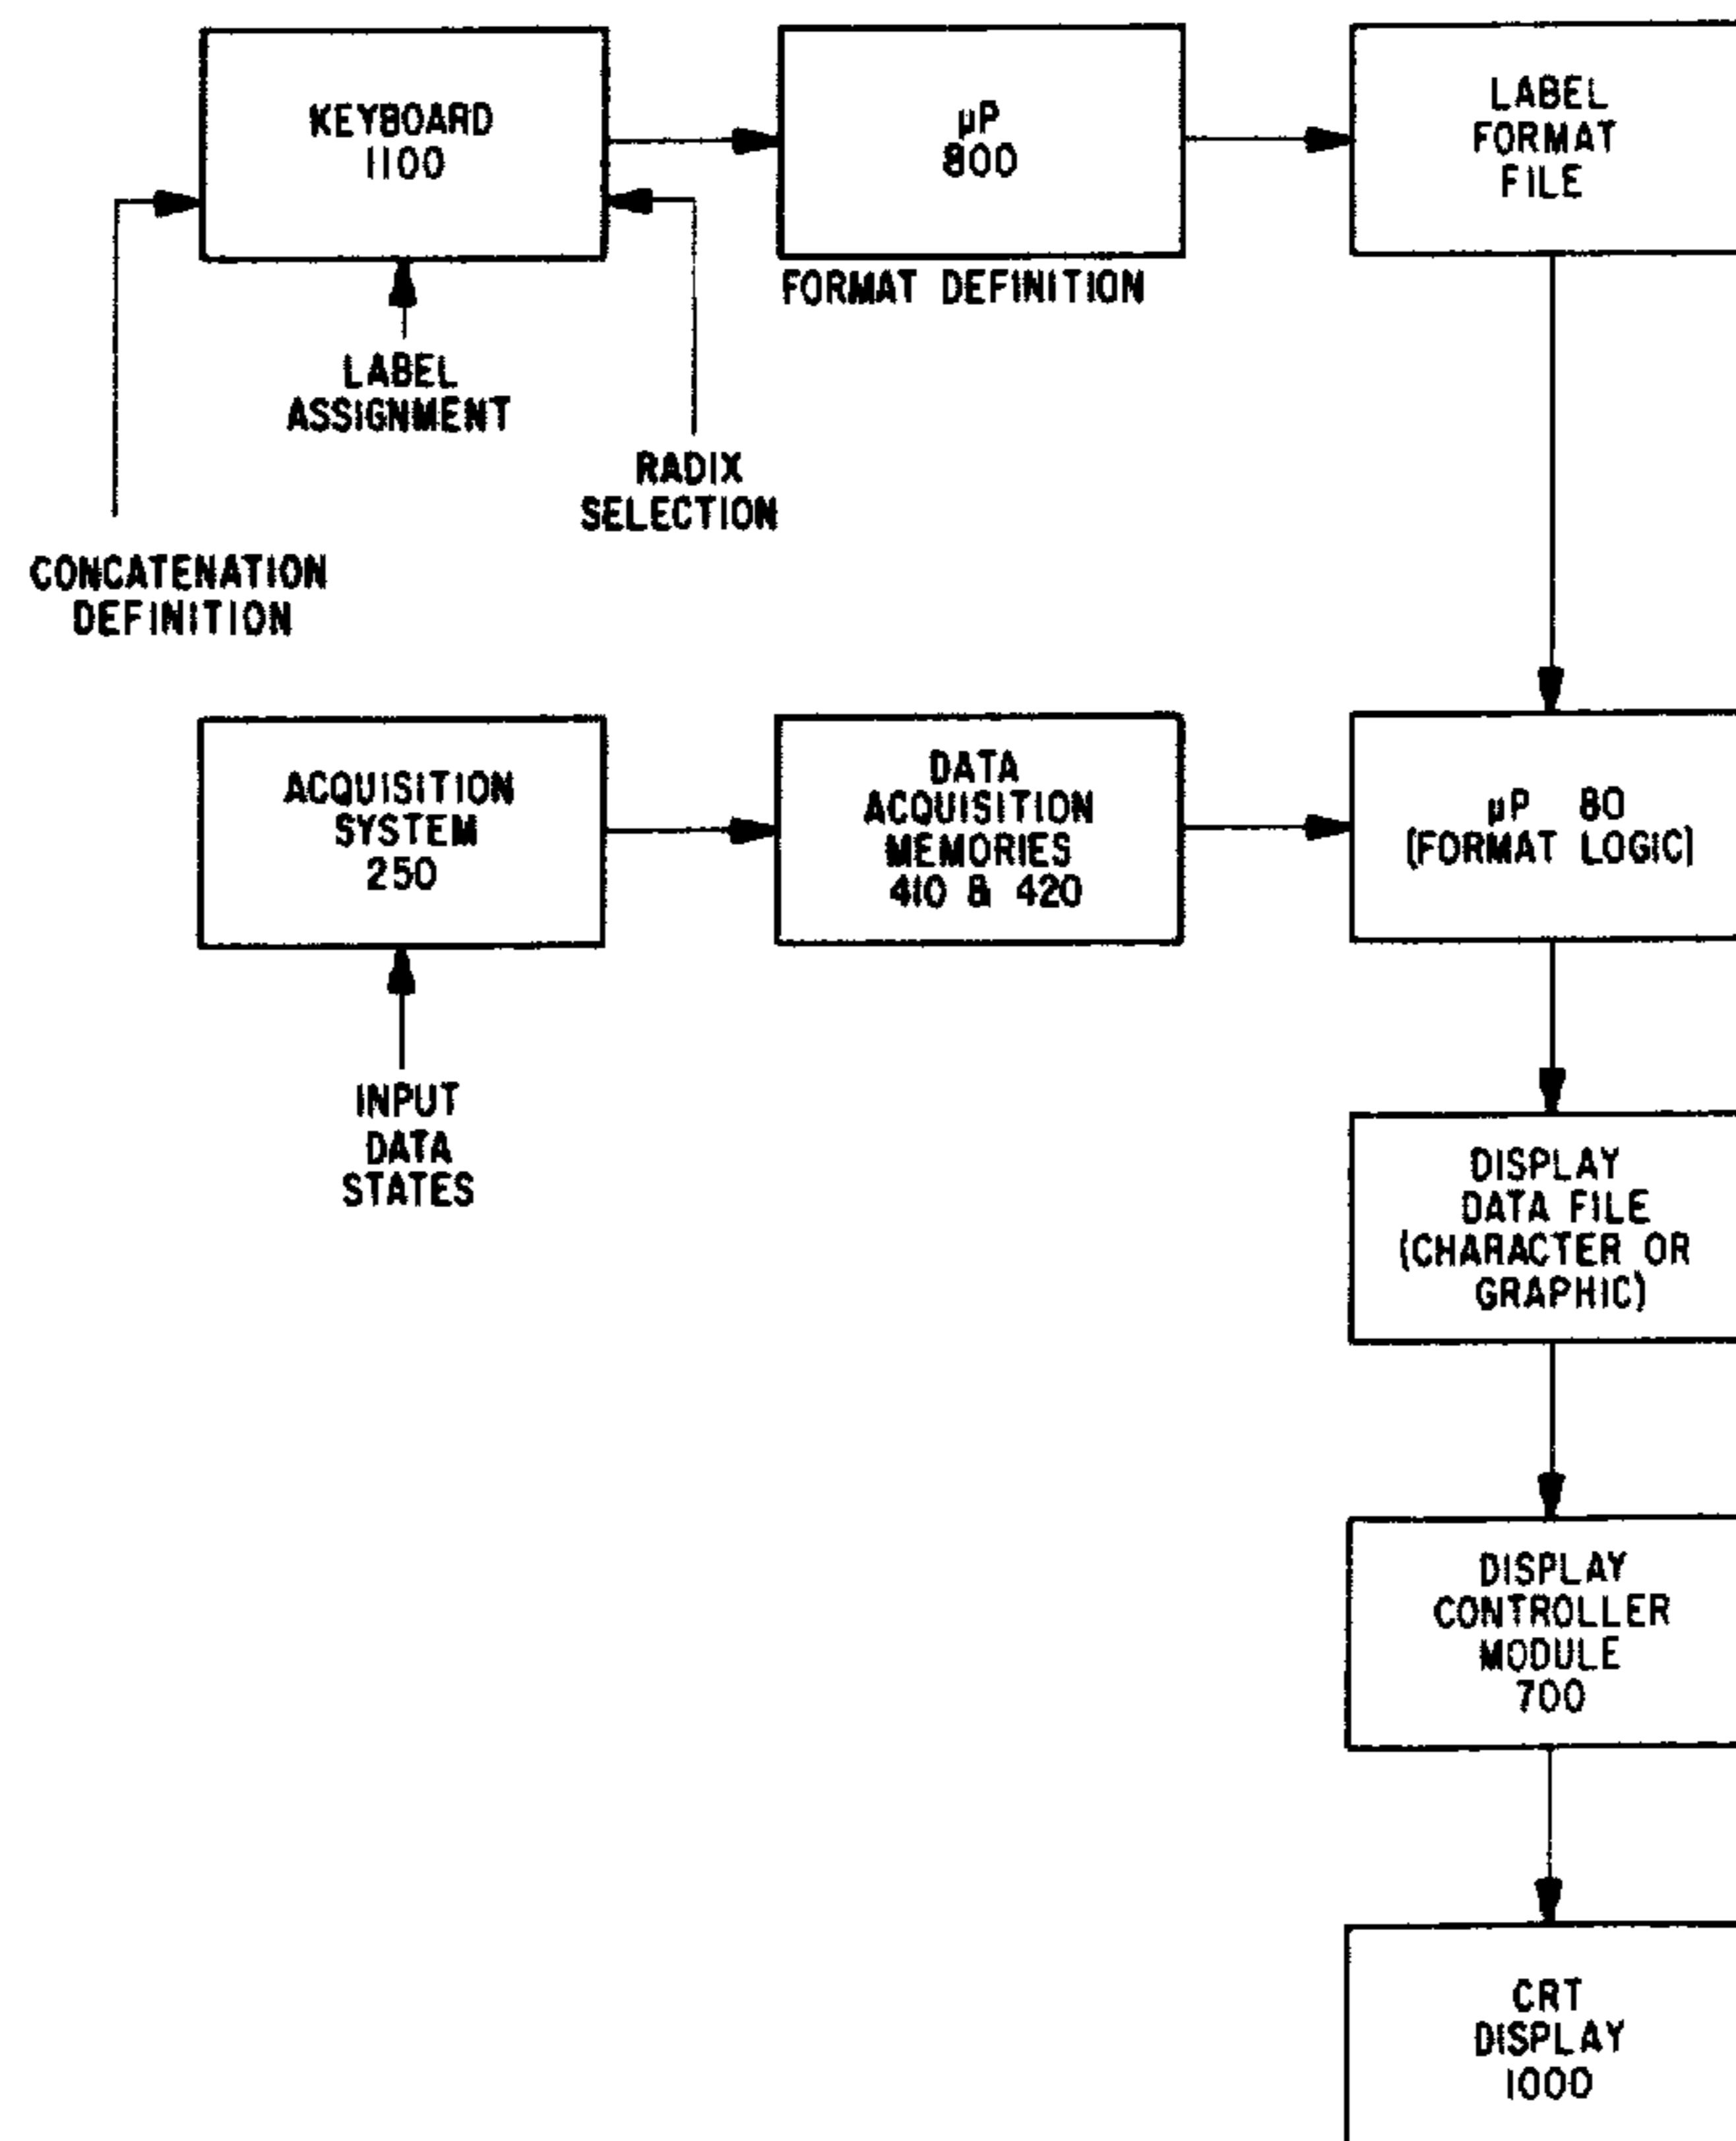 KEYBOARD
1100
µP
800
LABEL
FORMAT
FILE
FORMAT DEFINITION
LABEL
ASSIGNMENT
RADIX
SELECTION
CONCATENATION
DEFINITION
ACQUISITION
SYSTEM
250
DATA
ACQUISITION
MEMORIES
410 & 420
µP 80
(FORMAT LOGIC)
INPUT
DATA
STATES
DISPLAY
DATA FILE
(CHARACTER OR
GRAPHIC)
DISPLAY
CONTROLLER
MODULE
700
CRT
DISPLAY
1000